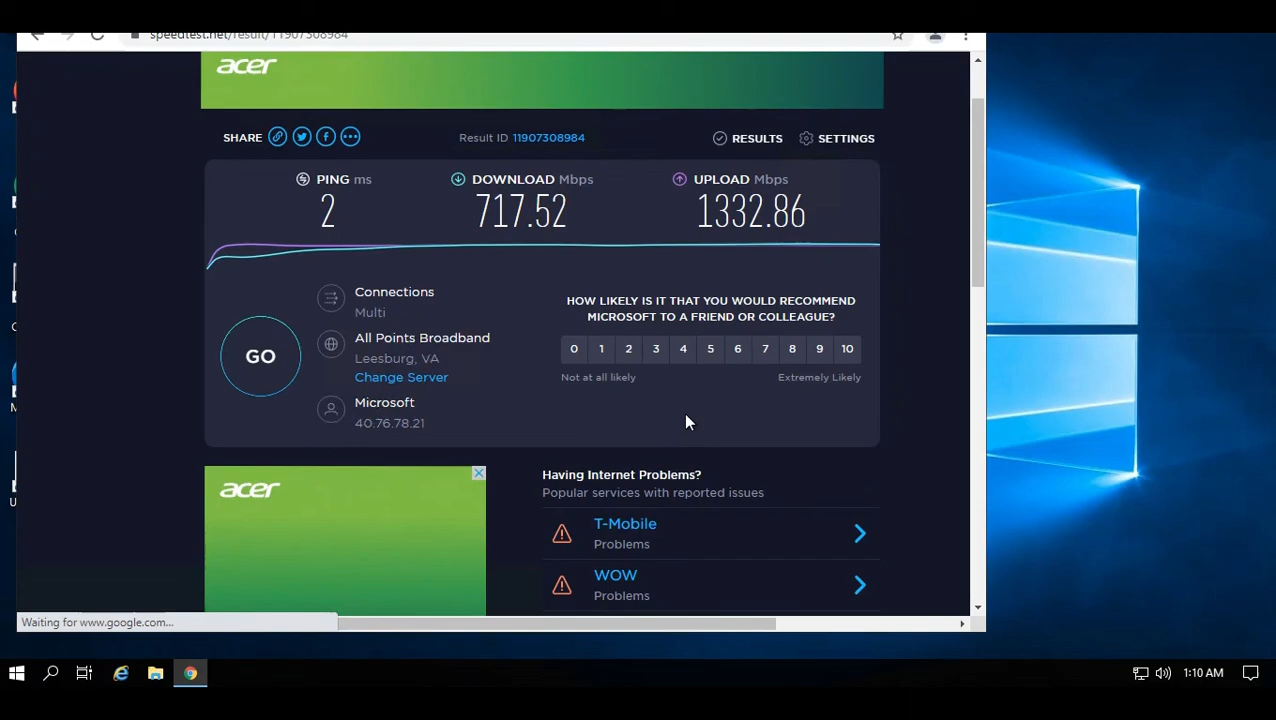 speedtest.net/result/11907308984
acer
SHARE
Result ID 11907308984
RESULTS
SETTINGS
PING ms
DOWNLOAD Mbps
UPLOAD Mbps
2
717.52
1332.86
Connections
Multi
All Points Broadband
Leesburg, VA
Change Server
Microsoft
40.76.78.21
GO
HOW LIKELY IS IT THAT YOU WOULD RECOMMEND
MICROSOFT TO A FRIEND OR COLLEAGUE?
0 1 2 3 4 5 6 7 8 9 10
Not at all likely
Extremely Likely
acer
Having Internet Problems?
Popular services with reported issues
T-Mobile
Problems
WOW
Problems
Waiting for www.google.com...
1:10 AM